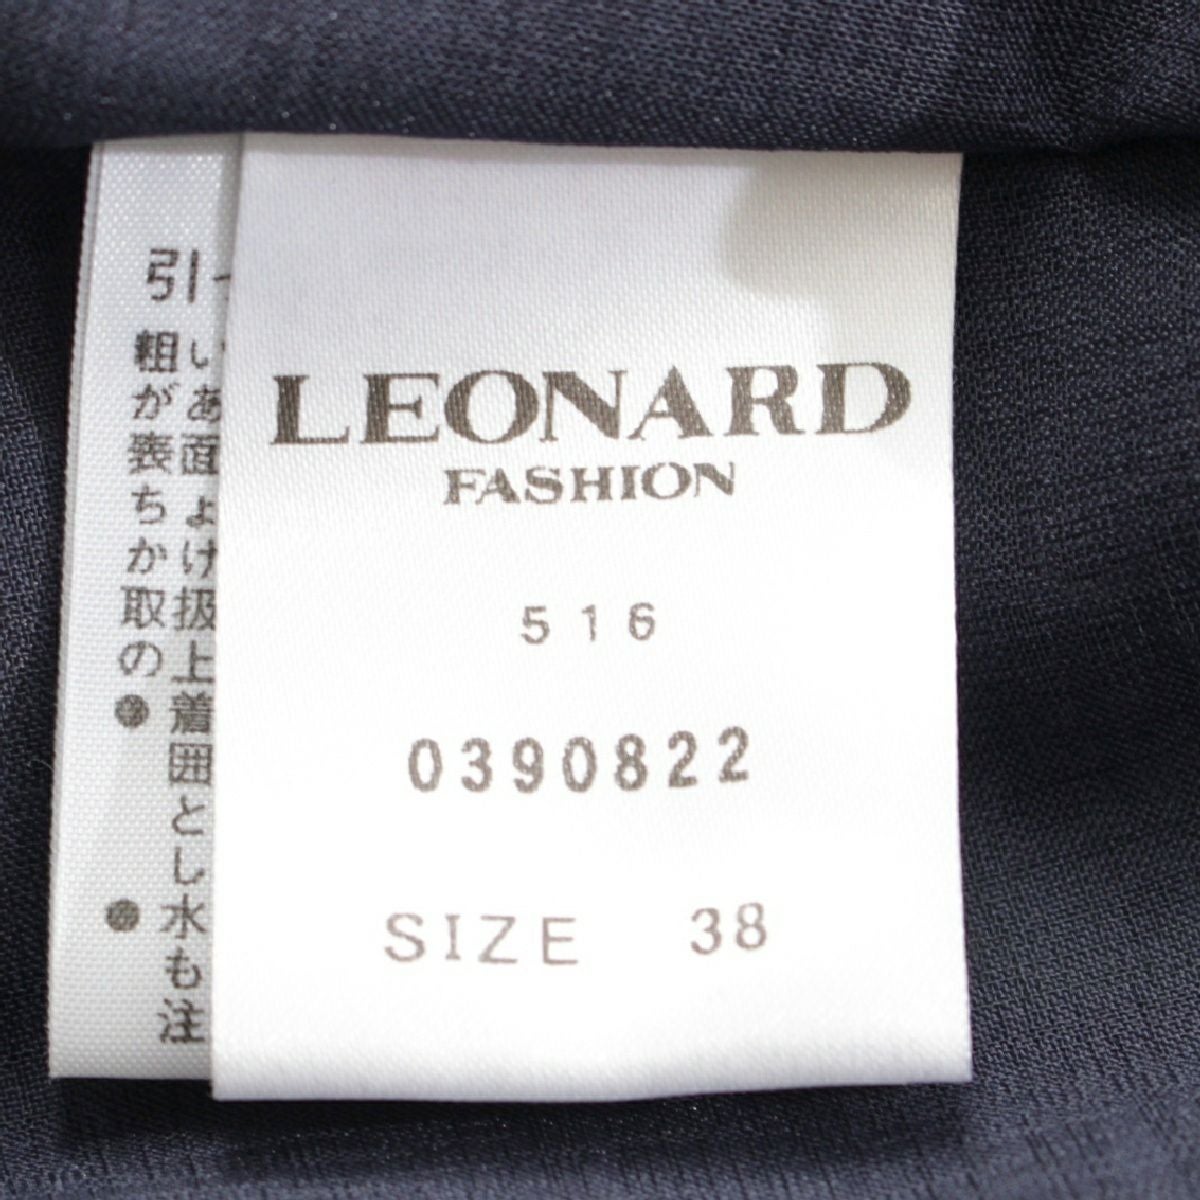 LEONARD
FASHION
516
0390822
SIZE 38
引
い
あ
面
ょ
け
扱
上
着
囲
とし
水も注
粗が表ちか取の